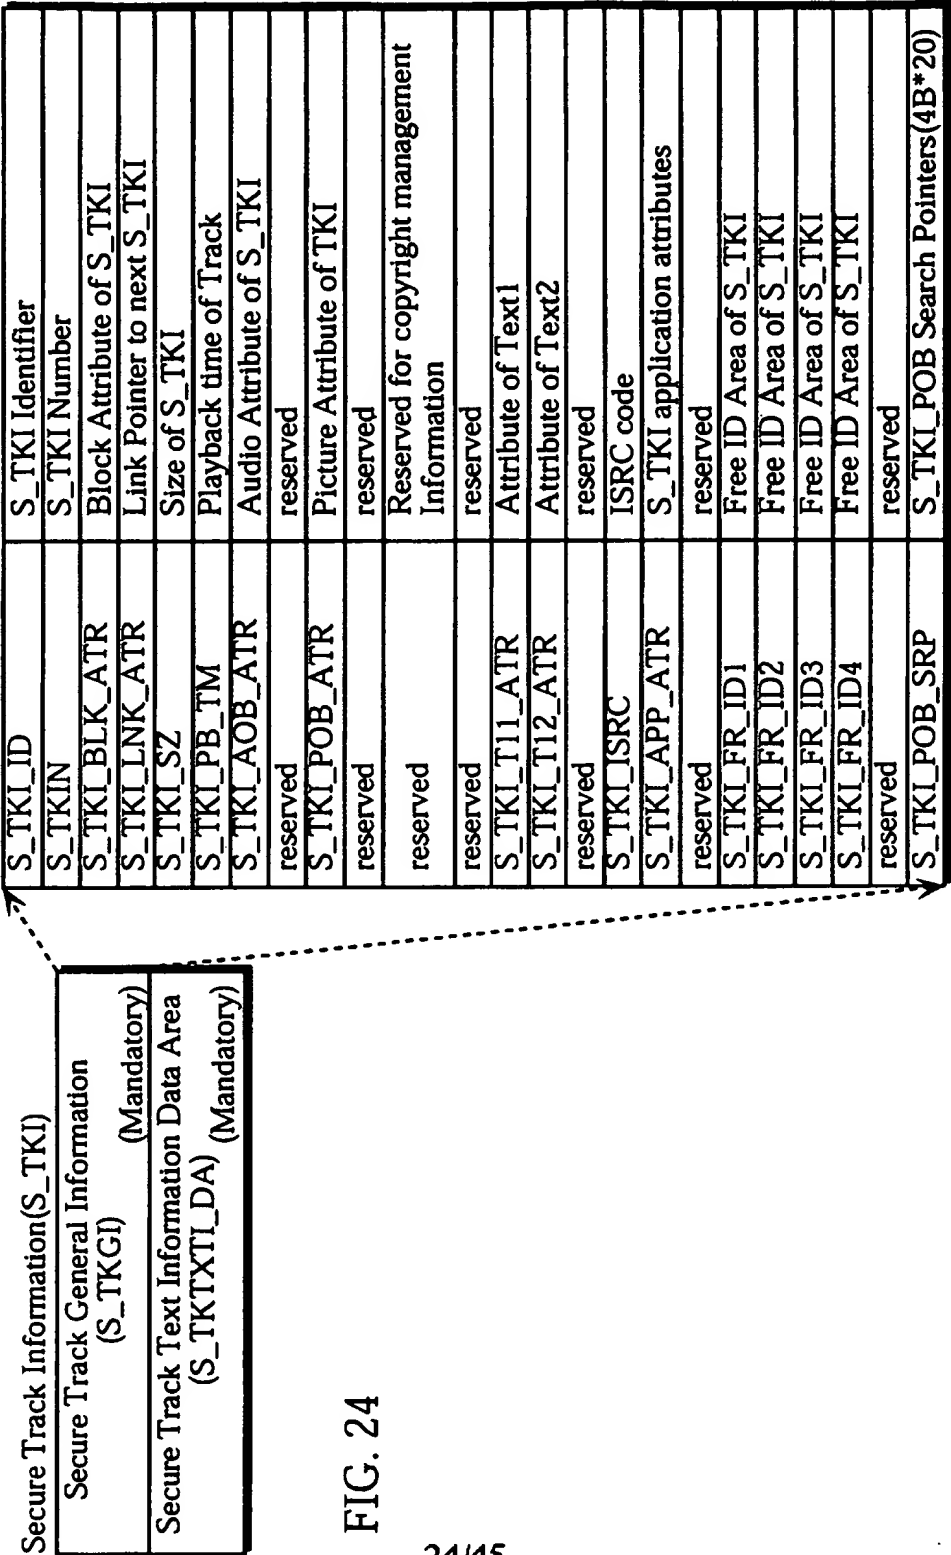 Secure Track Information(S_TKI)
Secure Track General Information
(S_TKGI)
(Mandatory)
Secure Track Text Information Data Area
(S_TKTXTI_DA)
(Mandatory)
S_TKI_ID S_TKI Identifier
S_TKIN S_TKI Number
S_TKI_BLK_ATR Block Attribute of S_TKI
S_TKI_LNK_ATR Link Pointer to next S_TKI
S_TKI_SZ Size of S_TKI
S_TKI_PB_TM Playback time of Track
S_TKI_AOB_ATR Audio Attribute of S_TKI
reserved reserved
S_TKI_POB_ATR Picture Attribute of TKI
reserved reserved
reserved Reserved for copyright management
Information
reserved reserved
S_TKI_T11_ATR Attribute of Text1
S_TKI_T12_ATR Attribute of Text2
reserved reserved
S_TKI_ISRC ISRC code
S_TKI_APP_ATR S_TKI application attributes
reserved reserved
S_TKI_FR_ID1 Free ID Area of S_TKI
S_TKI_FR_ID2 Free ID Area of S_TKI
S_TKI_FR_ID3 Free ID Area of S_TKI
S_TKI_FR_ID4 Free ID Area of S_TKI
reserved reserved
S_TKI_POB_SRP S_TKI_POB Search Pointers(4B*20)
FIG. 24
24/45